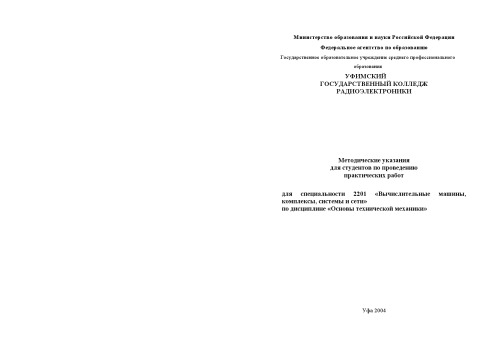 Министерство образования и науки Российской Федерации
Федеральное агентство по образованию
Государственное образовательное учреждение среднего профессионального
образования
УФИМСКИЙ
ГОСУДАРСТВЕННЫЙ КОЛЛЕДЖ
РАДИОЭЛЕКТРОНИКИ
Методические указания
для студентов по проведению
практических работ
для специальности 2201 «Вычислительные машины,
комплексы, системы и сети»
по дисциплине «Основы технической механики»
Уфа 2004